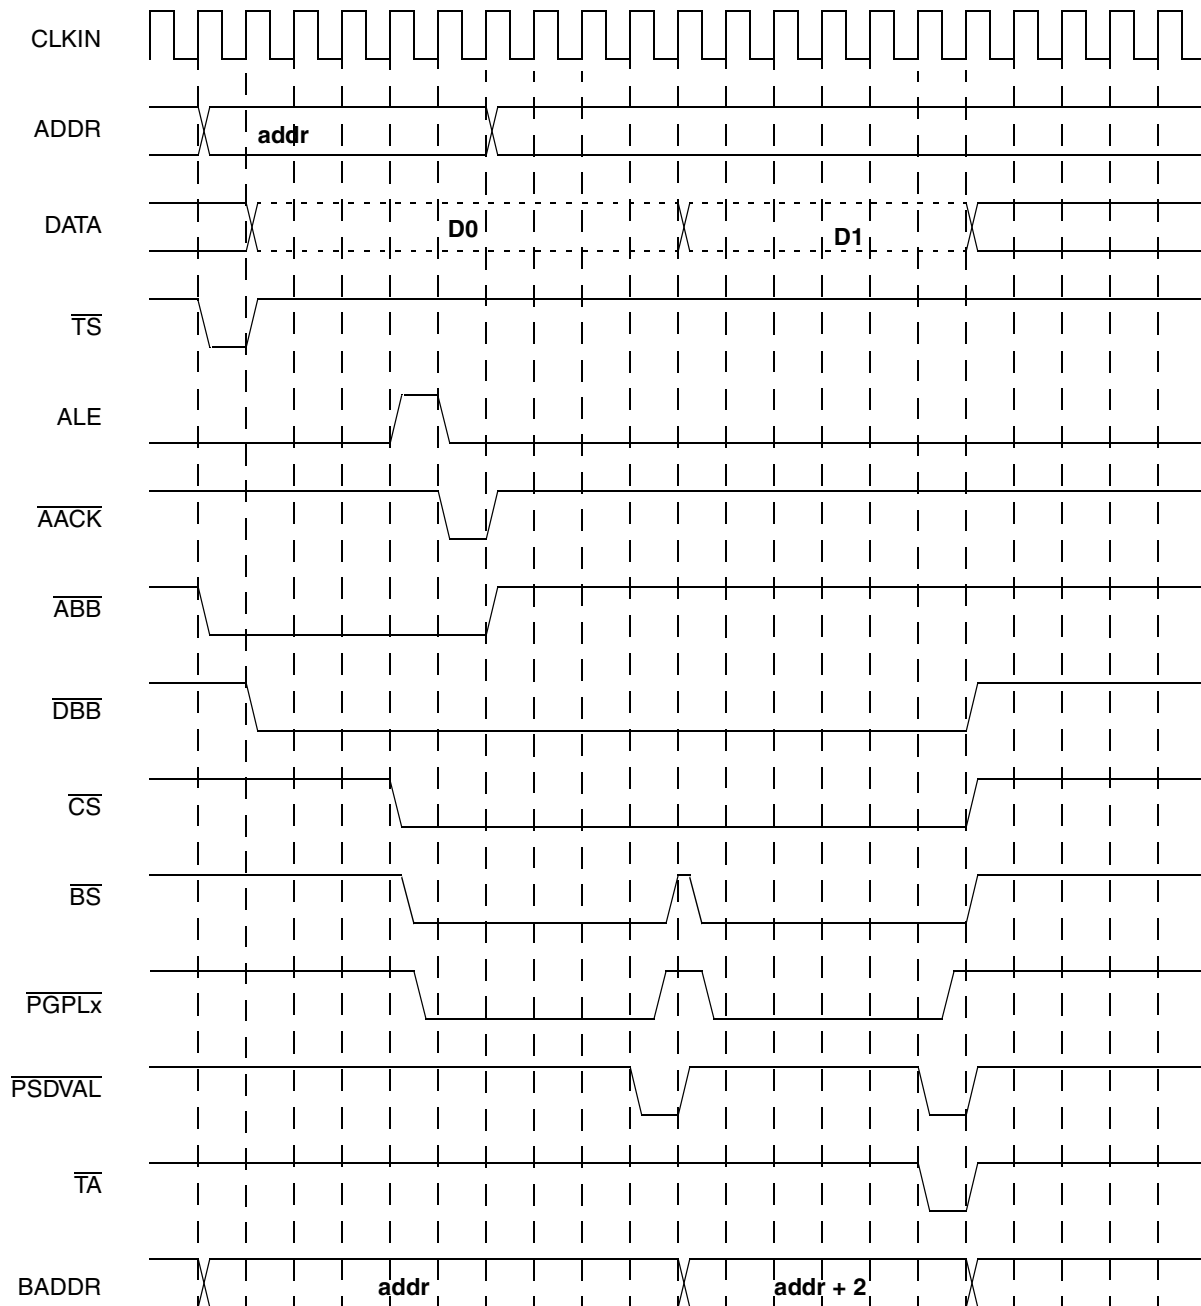 CLKIN
ADDR addr
DATA D0 D1
TS
ALE
AACK
ABB
DBB
CS
BS
PGPLx
PSDVAL
TA
BADDR addr addr + 2